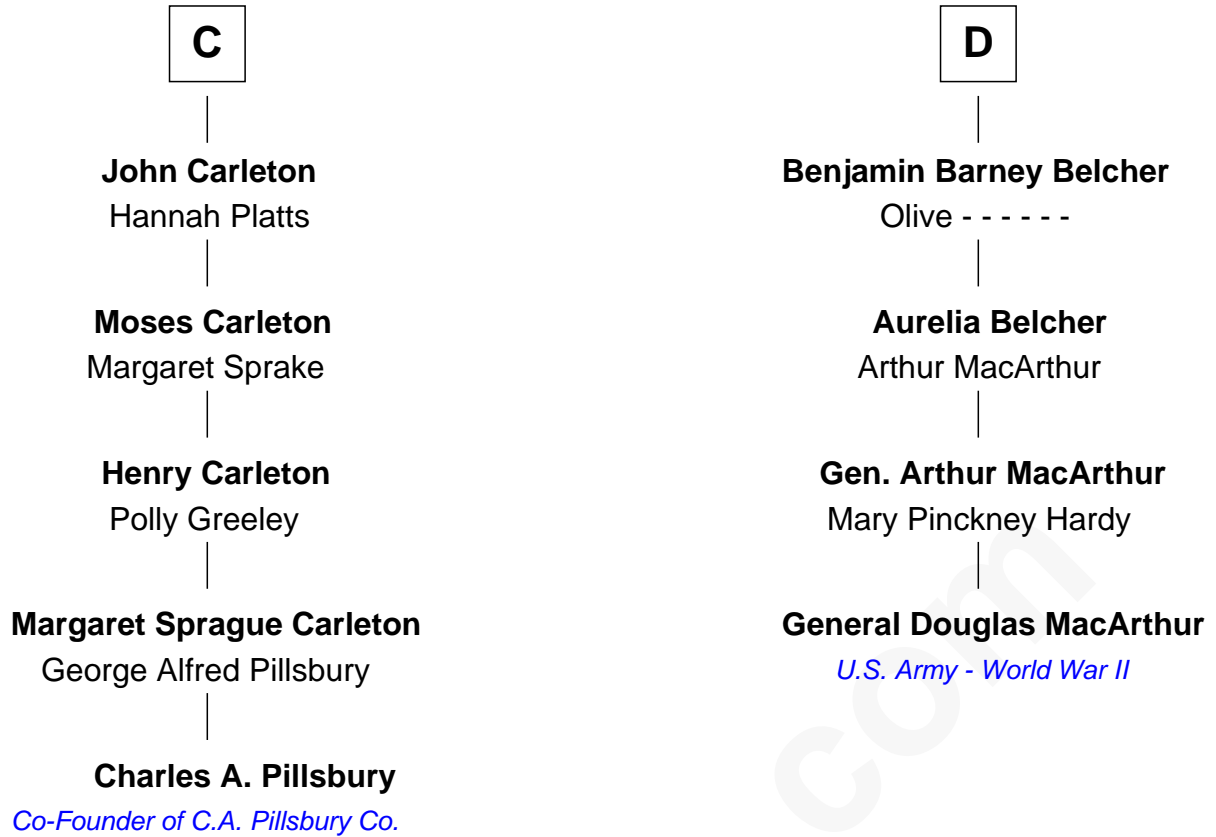 C
John Carleton
Hannah Platts
Moses Carleton
Margaret Sprake
Henry Carleton
Polly Greeley
Margaret Sprague Carleton
George Alfred Pillsbury
Charles A. Pillsbury
Co-Founder of C.A. Pillsbury Co.
D
Benjamin Barney Belcher
Olive - - - - - -
Aurelia Belcher
Arthur MacArthur
Gen. Arthur MacArthur
Mary Pinckney Hardy
General Douglas MacArthur
U.S. Army - World War II
com